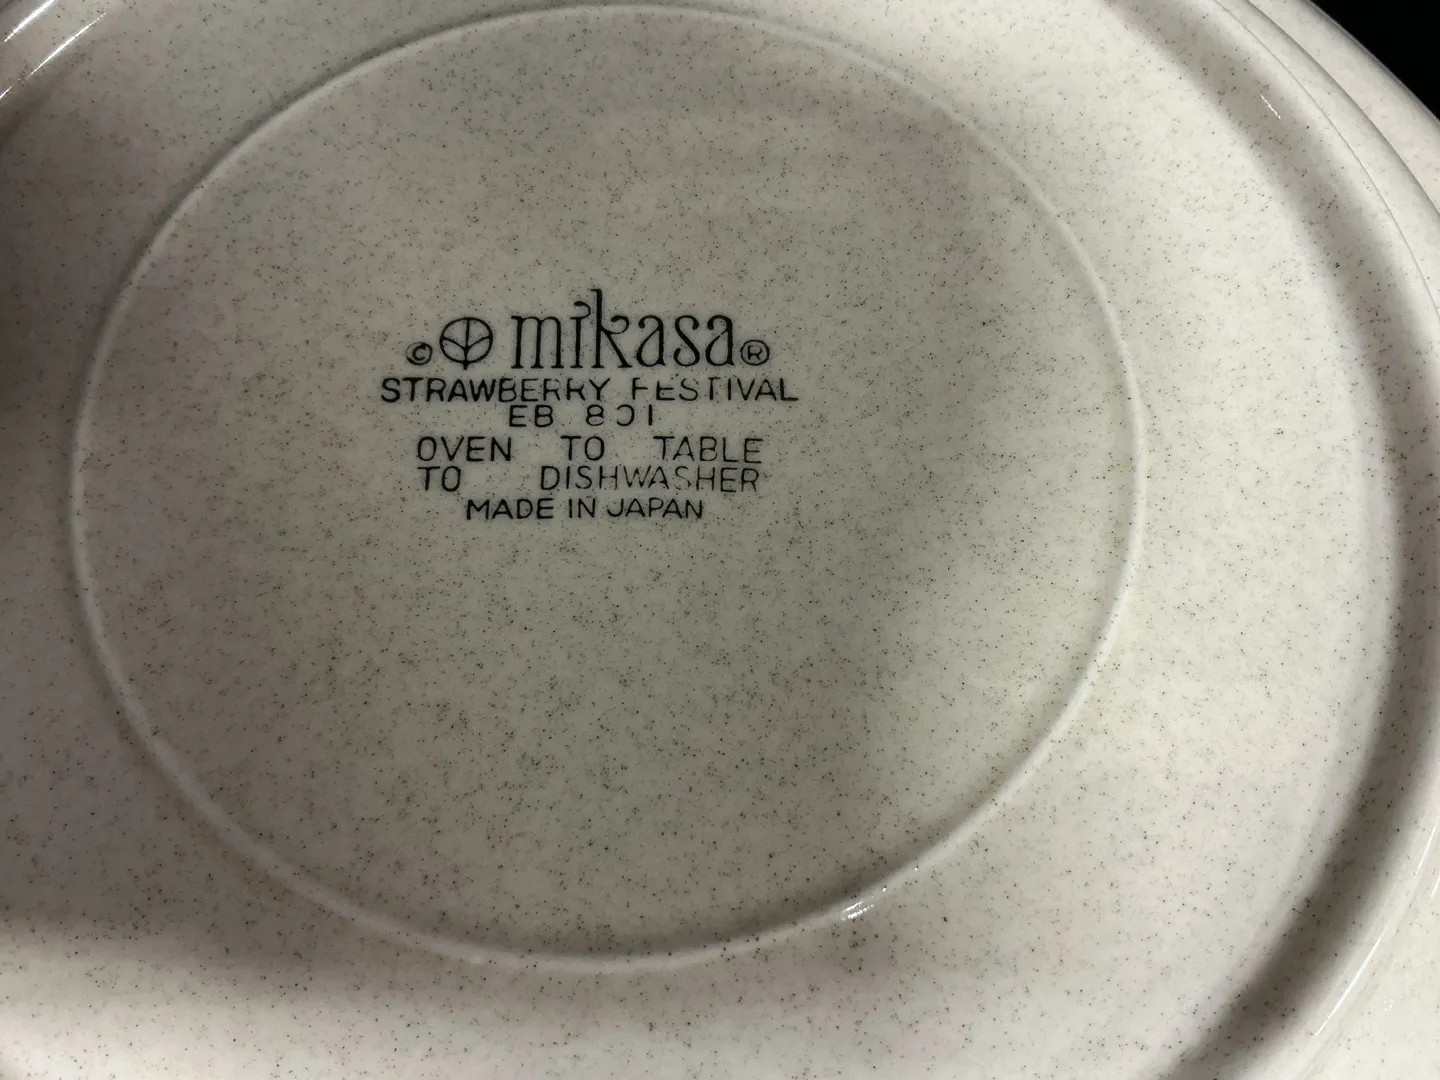 © mikasa®
STRAWBERRY FESTIVAL
EB 801
OVEN TO TABLE
TO DISHWASHER
MADE IN JAPAN